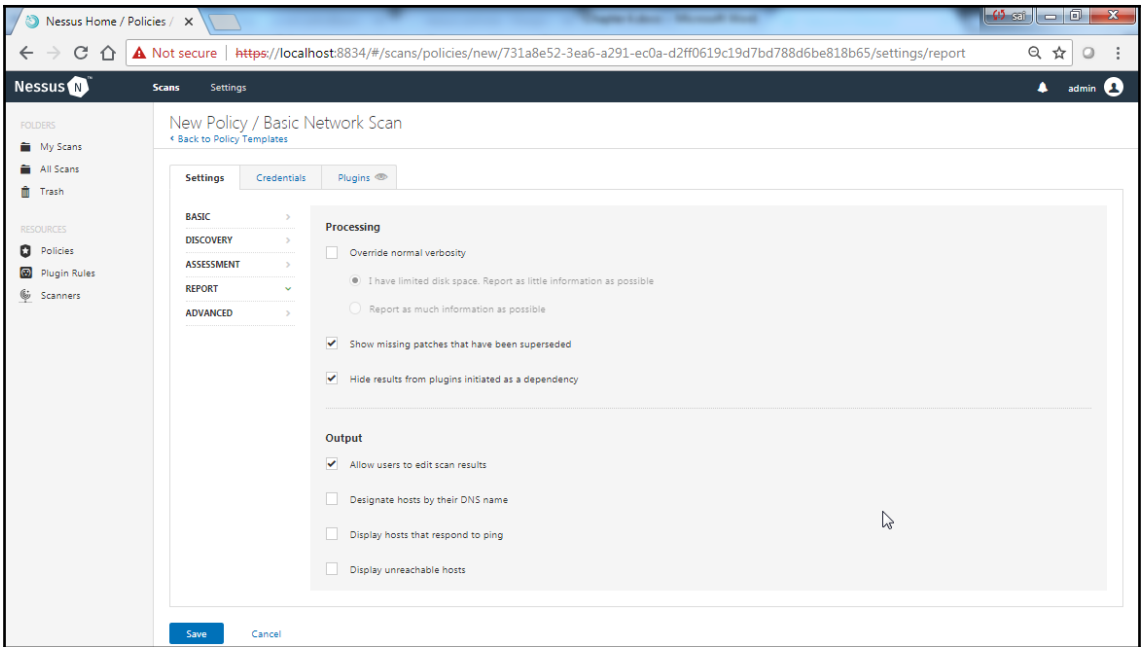 Nessus Home / Policies /
Not secure | https://localhost:8834/#/scans/policies/new/731a8e52-3ea6-a291-ec0a-d2ff0619c19d7bd788d6be818b65/settings/report
Nessus N Scans Settings admin
FOLDERS
My Scans
All Scans
Trash
RESOURCES
Policies
Plugin Rules
Scanners
New Policy / Basic Network Scan
Back to Policy Templates
Settings Credentials Plugins
BASIC
DISCOVERY
ASSESSMENT
REPORT
ADVANCED
Processing
Override normal verbosity
I have limited disk space. Report as little information as possible
Report as much information as possible
Show missing patches that have been superseded
Hide results from plugins initiated as a dependency
Output
Allow users to edit scan results
Designate hosts by their DNS name
Display hosts that respond to ping
Display unreachable hosts
Save Cancel